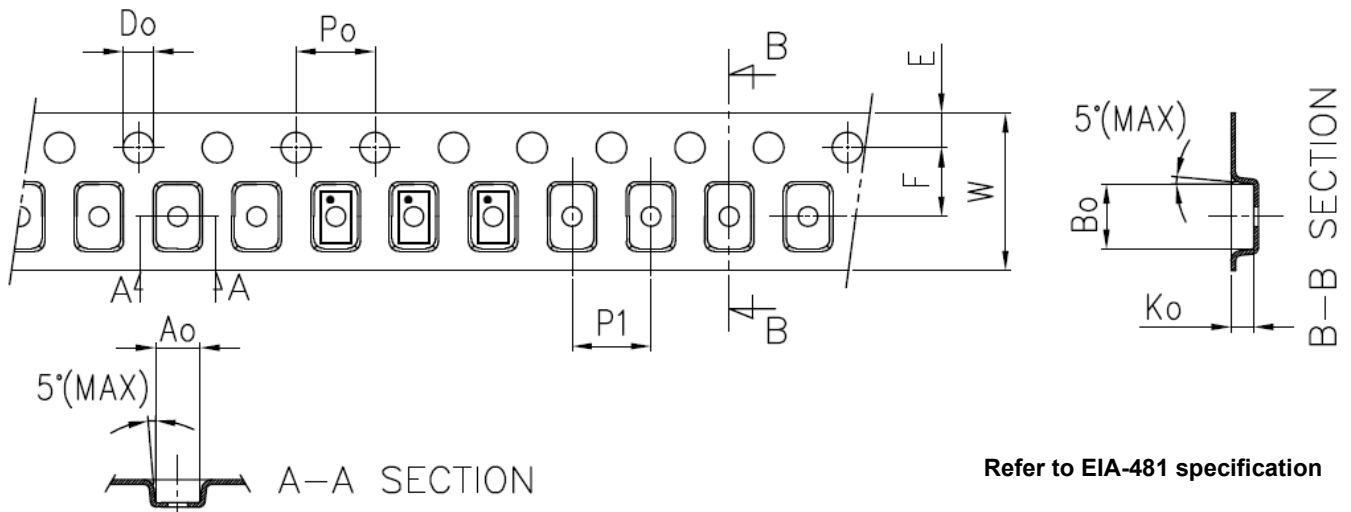 Do
Po
B
E
5°(MAX)
F
W
Bo
B-B SECTION
A
A
Ko
Ao
P1
B
5°(MAX)
A-A SECTION
Refer to EIA-481 specification